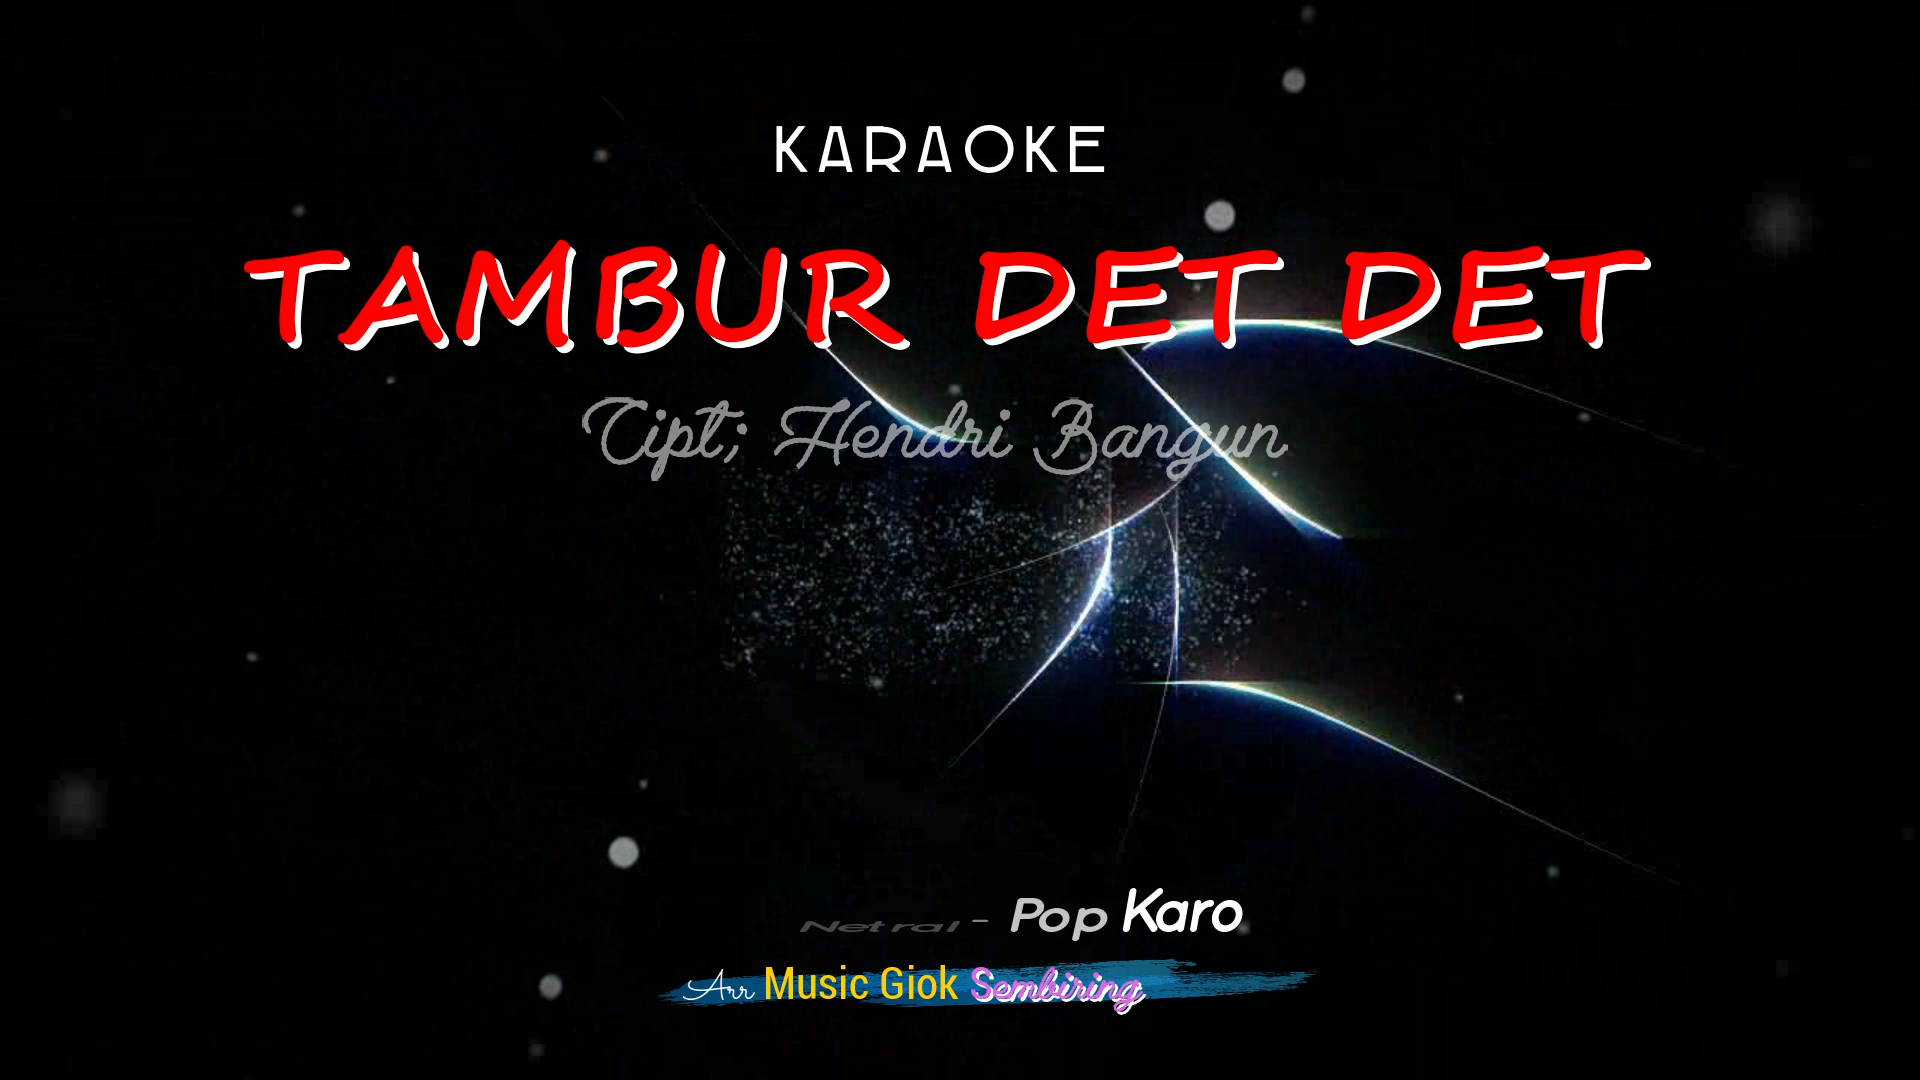 KARAOKE
TAMBUR DET DET
Cipt; Hendri Bangun
Netral - Pop Karo
Arr Music Giok Sembiring